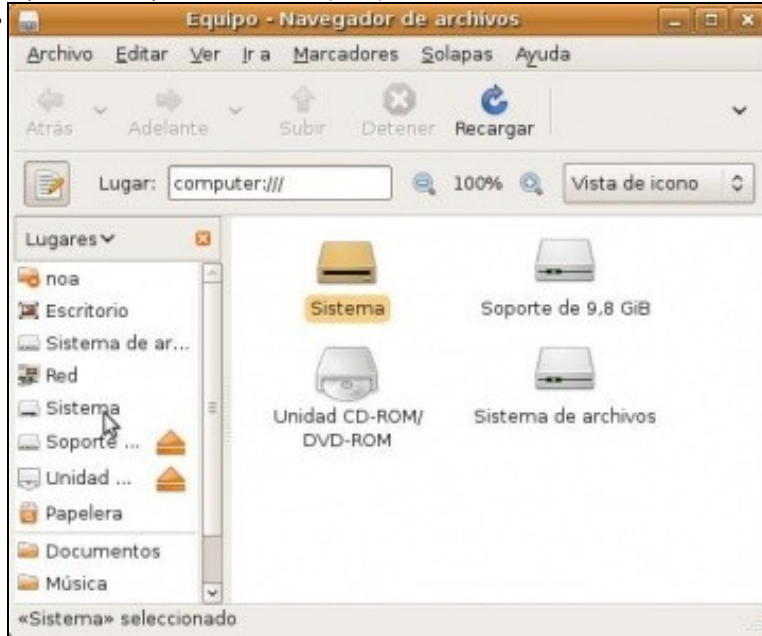 Equipo - Navegador de archivos
Archivo Editar Ver Ir a Marcadores Solapas Ayuda
Atrás Adelante Subir Detener Recargar
Lugar: computer:/// 100% Vista de icono
Lugares
noa
Escritorio
Sistema de ar...
Red
Sistema
Soporte ...
Unidad ...
Papelera
Documentos
Música
Sistema
Soporte de 9,8 GiB
Unidad CD-ROM/
DVD-ROM
Sistema de archivos
«Sistema» seleccionado